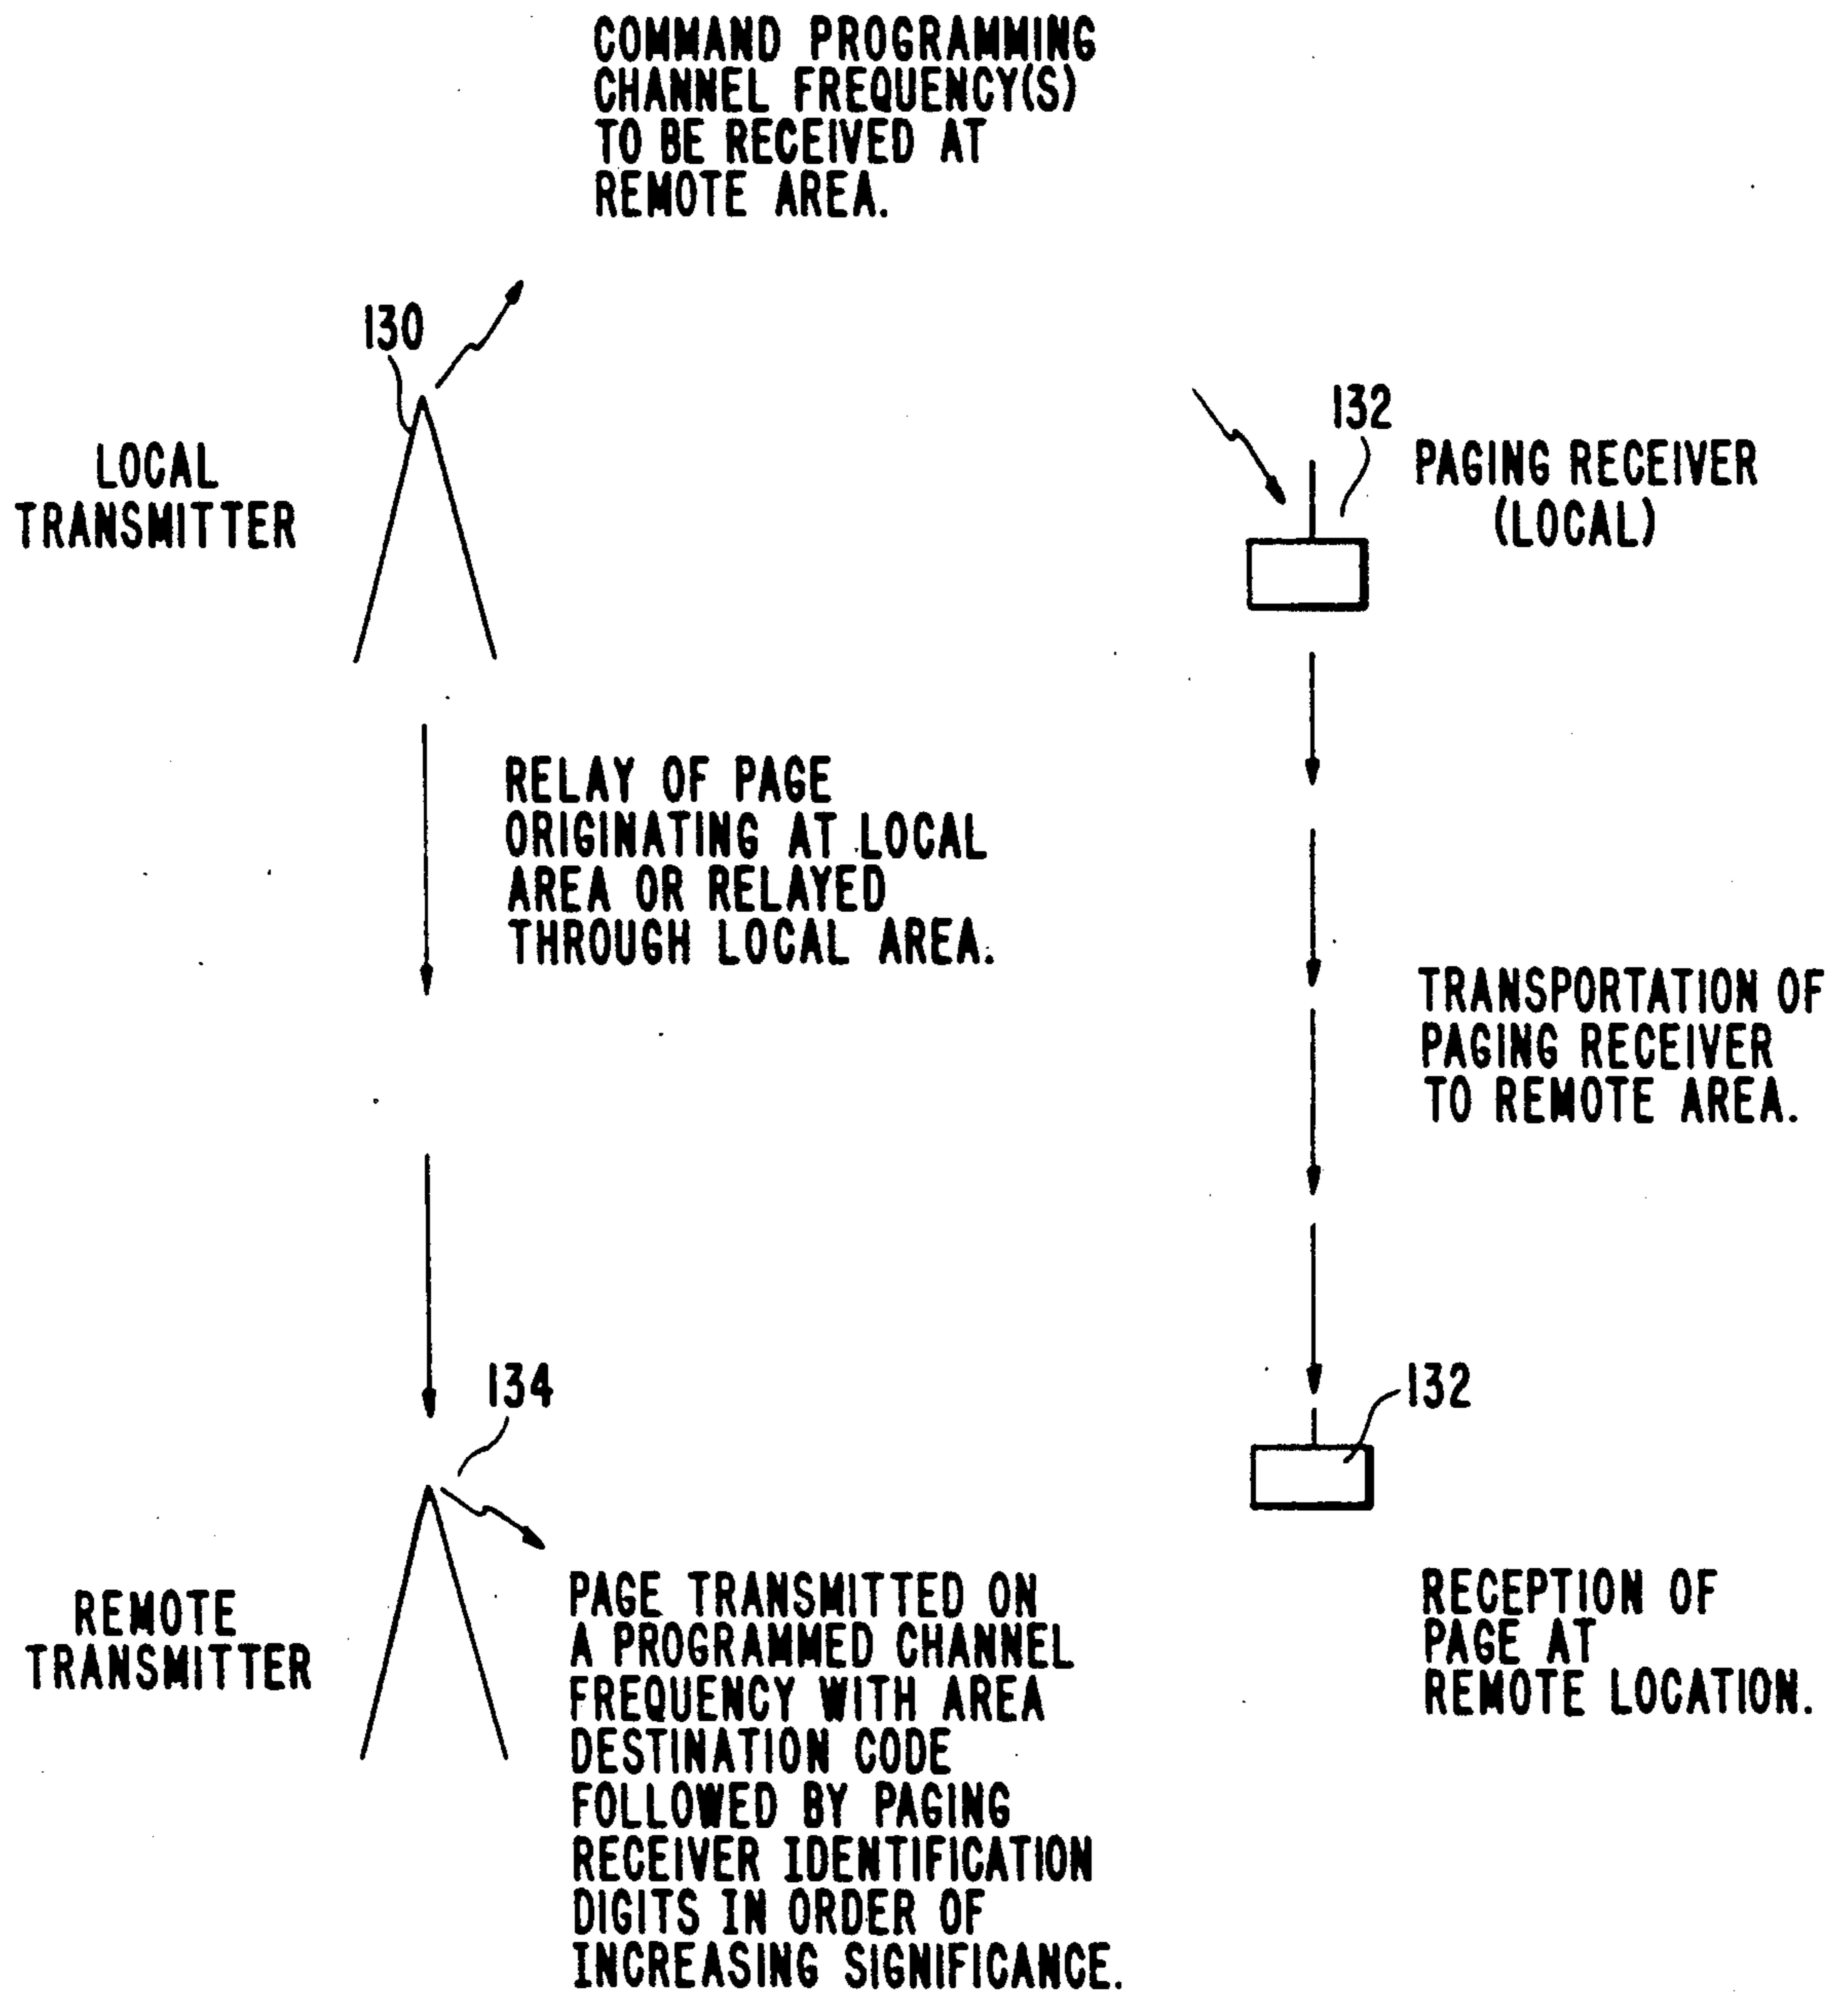 COMMAND PROGRAMMING
CHANNEL FREQUENCY(S)
TO BE RECEIVED AT
REMOTE AREA.
130
LOCAL
TRANSMITTER
132
PAGING RECEIVER
(LOCAL)
RELAY OF PAGE
ORIGINATING AT LOCAL
AREA OR RELAYED
THROUGH LOCAL AREA.
TRANSPORTATION OF
PAGING RECEIVER
TO REMOTE AREA.
134
132
REMOTE
TRANSMITTER
PAGE TRANSMITTED ON
A PROGRAMMED CHANNEL
FREQUENCY WITH AREA
DESTINATION CODE
FOLLOWED BY PAGING
RECEIVER IDENTIFICATION
DIGITS IN ORDER OF
INCREASING SIGNIFICANCE.
RECEPTION OF
PAGE AT
REMOTE LOCATION.